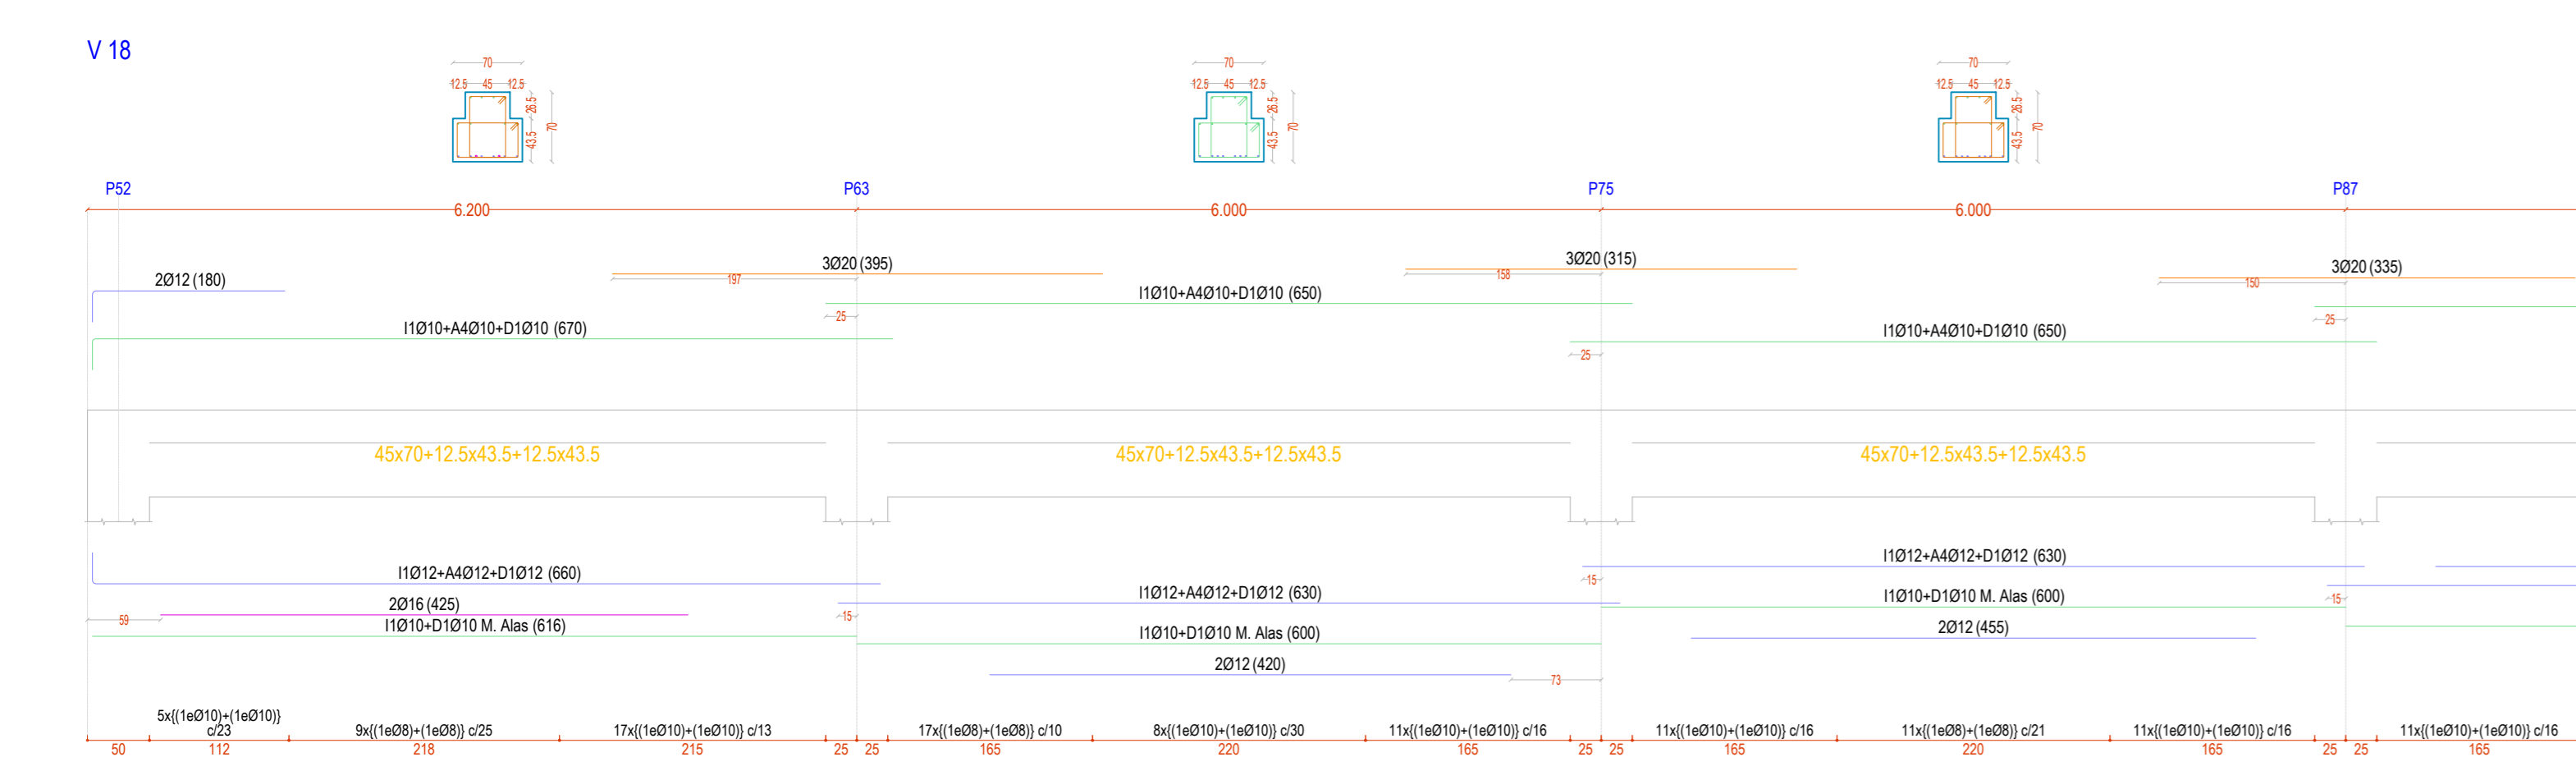 V 18
70 70 70
12.5 45 12.5 12.5 45 12.5 12.5 45 12.5
26.5 26.5 26.5
70 70 70
43.5 43.5 43.5
P52 P63 P75 P87
6.200 6.000 6.000
3Ø20 (395) 3Ø20 (315) 3Ø20 (335)
2Ø12 (180) 197 158 150
I1Ø10+A4Ø10+D1Ø10 (650)
25 25
I1Ø10+A4Ø10+D1Ø10 (670) I1Ø10+A4Ø10+D1Ø10 (650)
25
45x70+12.5x43.5+12.5x43.5 45x70+12.5x43.5+12.5x43.5 45x70+12.5x43.5+12.5x43.5
I1Ø12+A4Ø12+D1Ø12 (630)
I1Ø12+A4Ø12+D1Ø12 (660) 15
I1Ø12+A4Ø12+D1Ø12 (630) I1Ø10+D1Ø10 M. Alas (600) 15
2Ø16 (425)
59 15
I1Ø10+D1Ø10 M. Alas (616) I1Ø10+D1Ø10 M. Alas (600) 2Ø12 (455)
2Ø12 (420)
73
5x{(1eØ10)+(1eØ10)}
c/23 9x{(1eØ8)+(1eØ8)} c/25 17x{(1eØ10)+(1eØ10)} c/13 17x{(1eØ8)+(1eØ8)} c/10 8x{(1eØ10)+(1eØ10)} c/30 11x{(1eØ10)+(1eØ10)} c/16 11x{(1eØ10)+(1eØ10)} c/16 11x{(1eØ8)+(1eØ8)} c/21 11x{(1eØ10)+(1eØ10)} c/16 11x{(1eØ10)+(1eØ10)} c/16
50 112 218 215 25 25 165 220 165 25 25 165 220 165 25 25 165